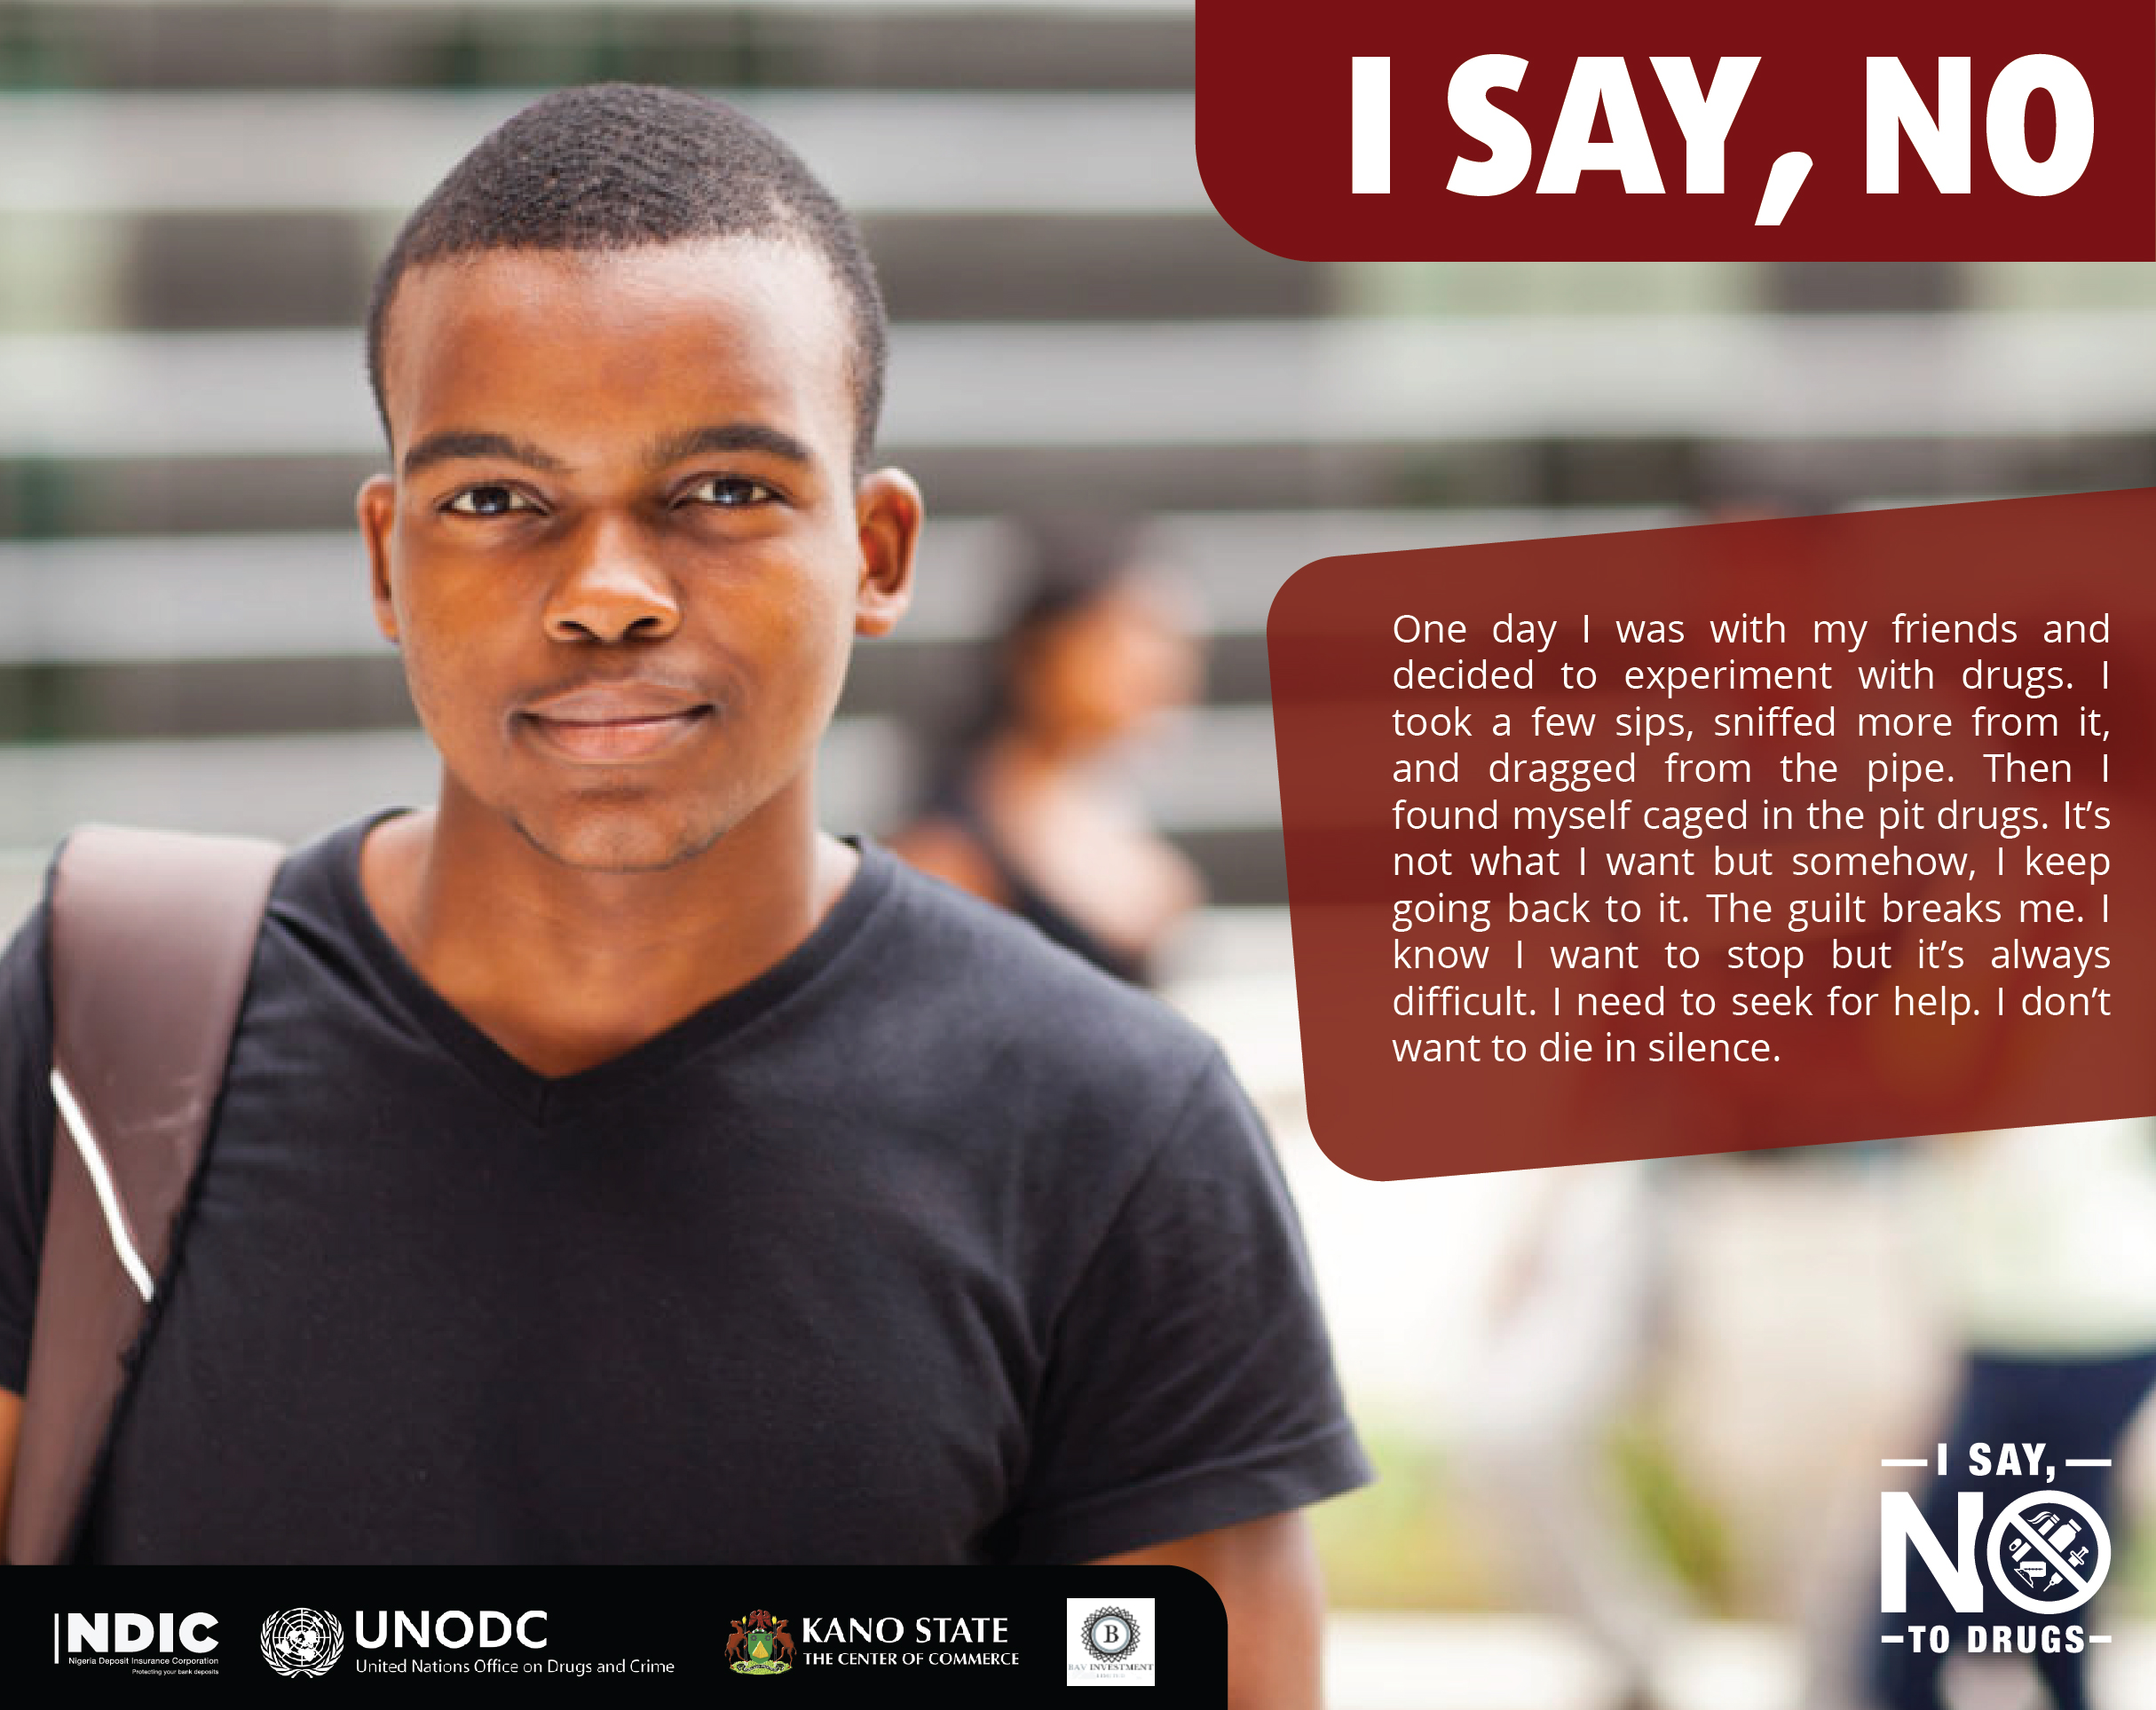 I SAY, NO
One day I was with my friends and
decided to experiment with drugs. I
took a few sips, sniffed more from it,
and dragged from the pipe. Then I
found myself caged in the pit drugs. It’s
not what I want but somehow, I keep
going back to it. The guilt breaks me. I
know I want to stop but it’s always
difficult. I need to seek for help. I don’t
want to die in silence.
I SAY,
NO
TO DRUGS
NDIC
Nigeria Deposit Insurance Corporation
Protecting your bank deposits
UNODC
United Nations Office on Drugs and Crime
KANO STATE
THE CENTER OF COMMERCE
B
BAV INVESTMENT